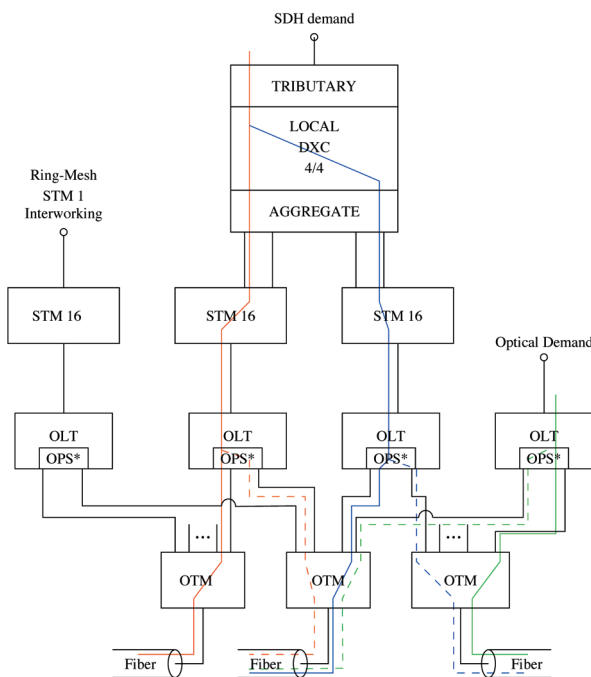 SDH demand
TRIBUTARY
LOCAL
DXC
4/4
AGGREGATE
Ring-Mesh
STM 1
Interworking
STM 16
STM 16
STM 16
Optical Demand
OLT
OPS*
OLT
OPS*
OLT
OPS*
OLT
OPS*
...
...
OTM
OTM
OTM
Fiber
Fiber
Fiber